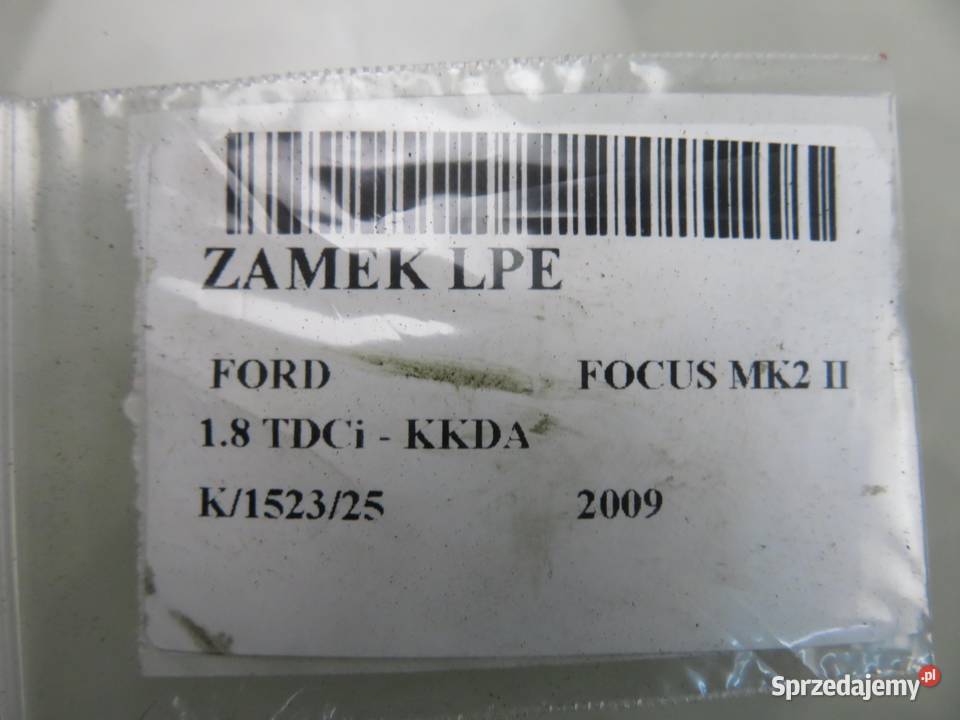 ZAMEK LPE
FORD FOCUS MK2 II
1.8 TDCi - KKDA
K/1523/25 2009
Sprzedajemy.pl